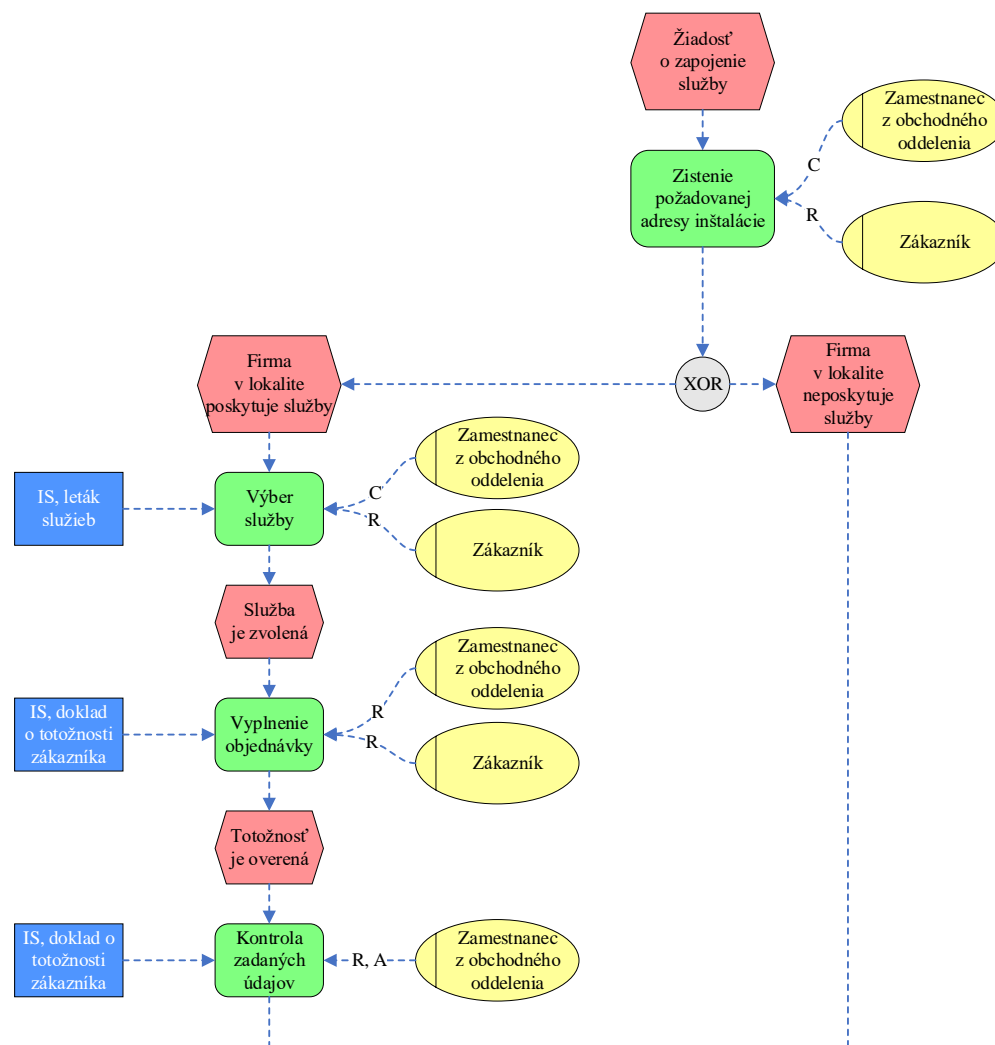 Žiadosť
o zapojenie
služby
Zamestnanec
z obchodného
oddelenia
C
Zistenie
požadovanej
adresy inštalácie
R
Zákazník
XOR
Firma
v lokalite
poskytuje služby
Firma
v lokalite
neposkytuje
služby
Zamestnanec
z obchodného
oddelenia
IS, leták
služieb
Výber
služby
C
R
Zákazník
Služba
je zvolená
Zamestnanec
z obchodného
oddelenia
IS, doklad
o totožnosti
zákazníka
Vyplnenie
objednávky
R
R
Zákazník
Totožnosť
je overená
IS, doklad o
totožnosti
zákazníka
Kontrola
zadaných
údajov
R, A
Zamestnanec
z obchodného
oddelenia